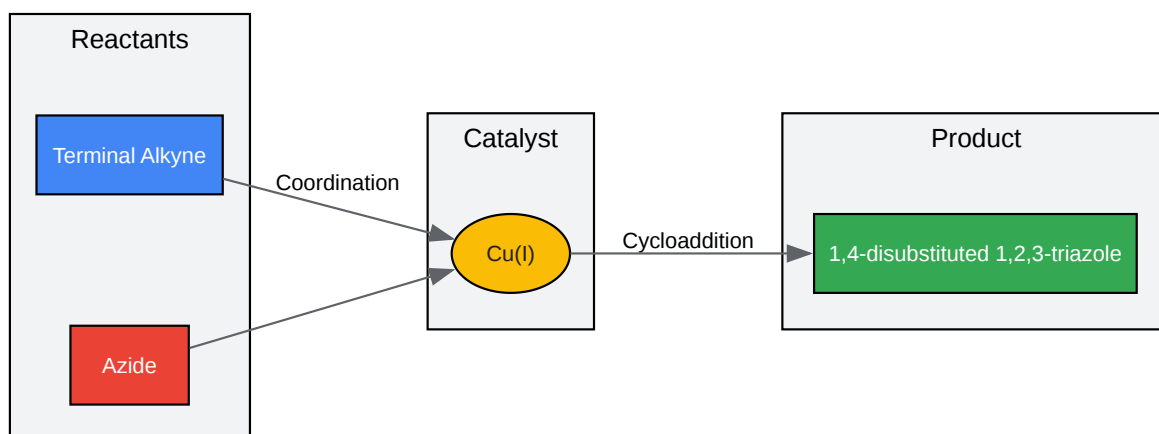 Reactants
Terminal Alkyne
Azide
Coordination
Catalyst
Cu(I)
Cycloaddition
Product
1,4-disubstituted 1,2,3-triazole